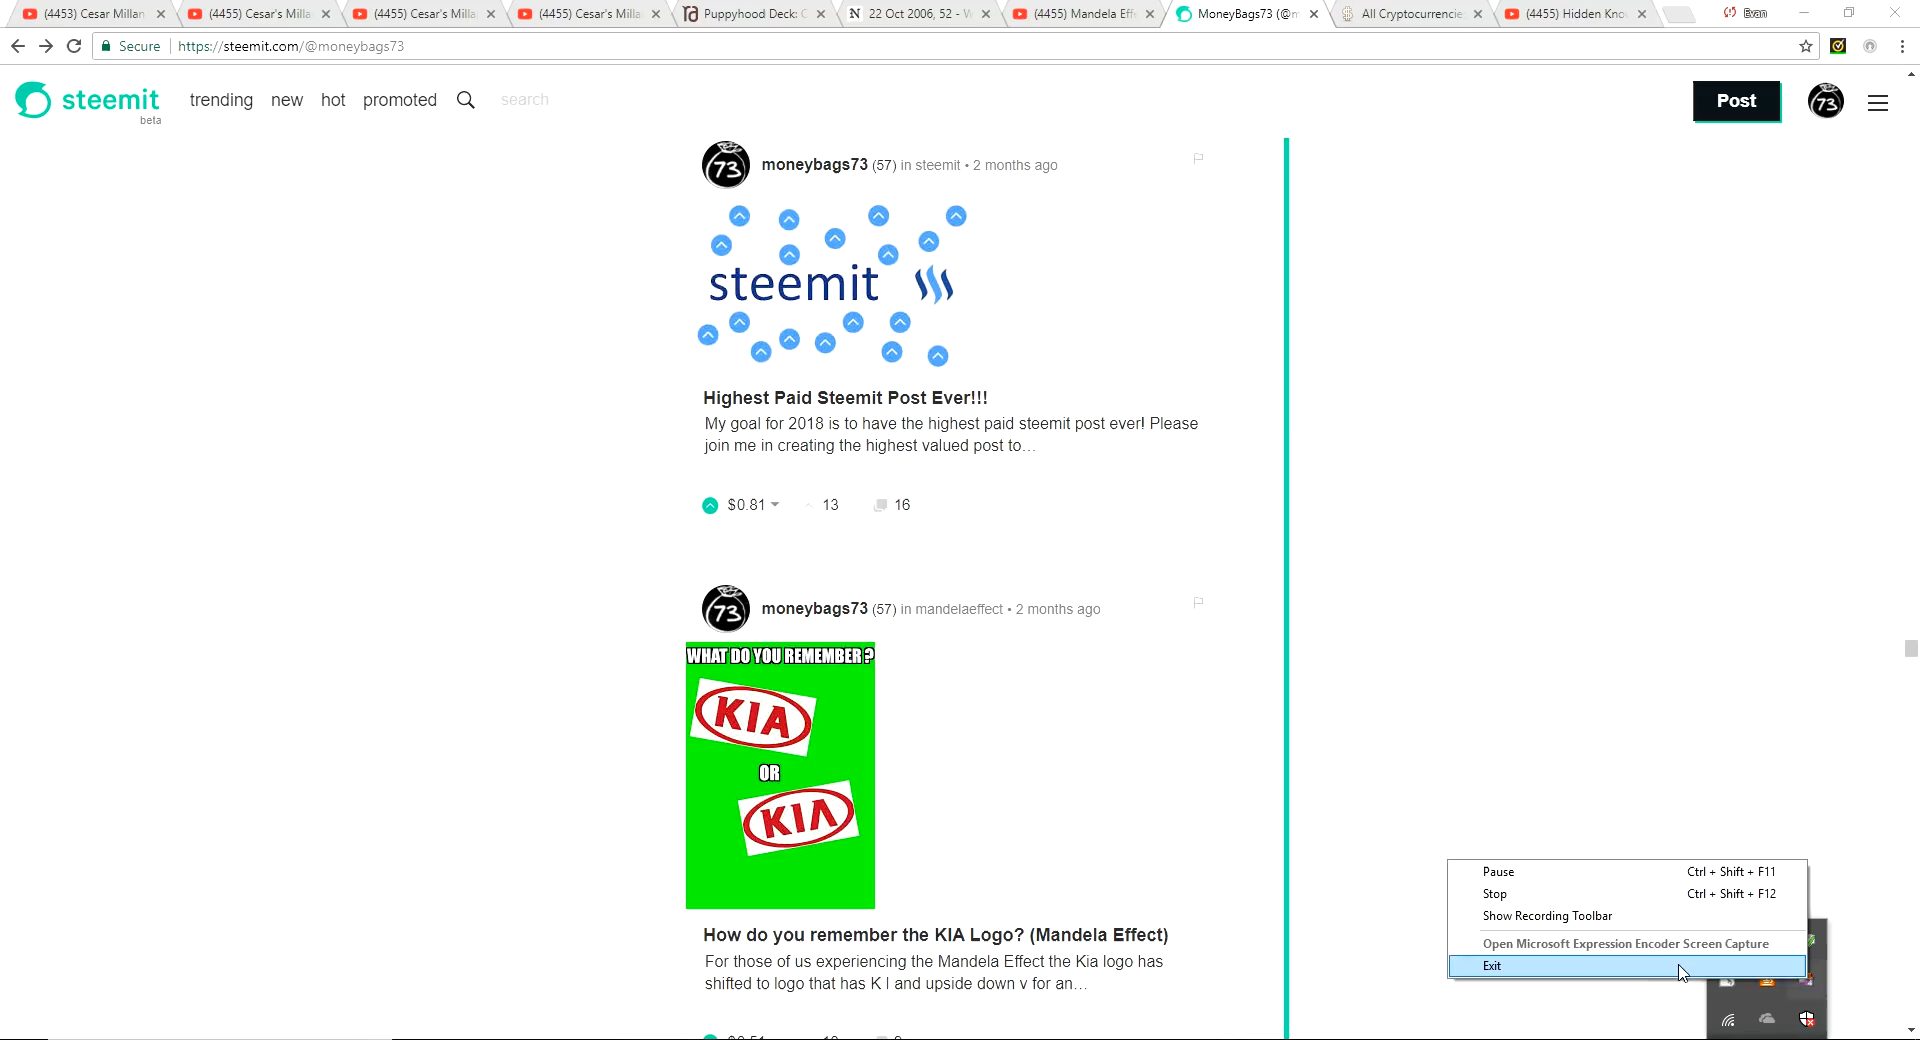 (4453) Cesar Millan
(4455) Cesar's Milla
(4455) Cesar's Milla
(4455) Cesar's Milla
Puppyhood Deck: C
22 Oct 2006, 52 - W
(4455) Mandela Eff
MoneyBags73 (@m
All Cryptocurrencie
(4455) Hidden Kno
Evan
Secure
https://steemit.com/@moneybags73
steemit
beta
trending
new
hot
promoted
search
Post
73
73
moneybags73 (57) in steemit • 2 months ago
steemit
Highest Paid Steemit Post Ever!!!
My goal for 2018 is to have the highest paid steemit post ever! Please
join me in creating the highest valued post to...
$0.81
13
16
73
moneybags73 (57) in mandelaeffect • 2 months ago
WHAT DO YOU REMEMBER?
KIA
OR
KIΛ
How do you remember the KIA Logo? (Mandela Effect)
For those of us experiencing the Mandela Effect the Kia logo has
shifted to logo that has K I and upside down v for an...
Pause Ctrl + Shift + F11
Stop Ctrl + Shift + F12
Show Recording Toolbar
Open Microsoft Expression Encoder Screen Capture
Exit